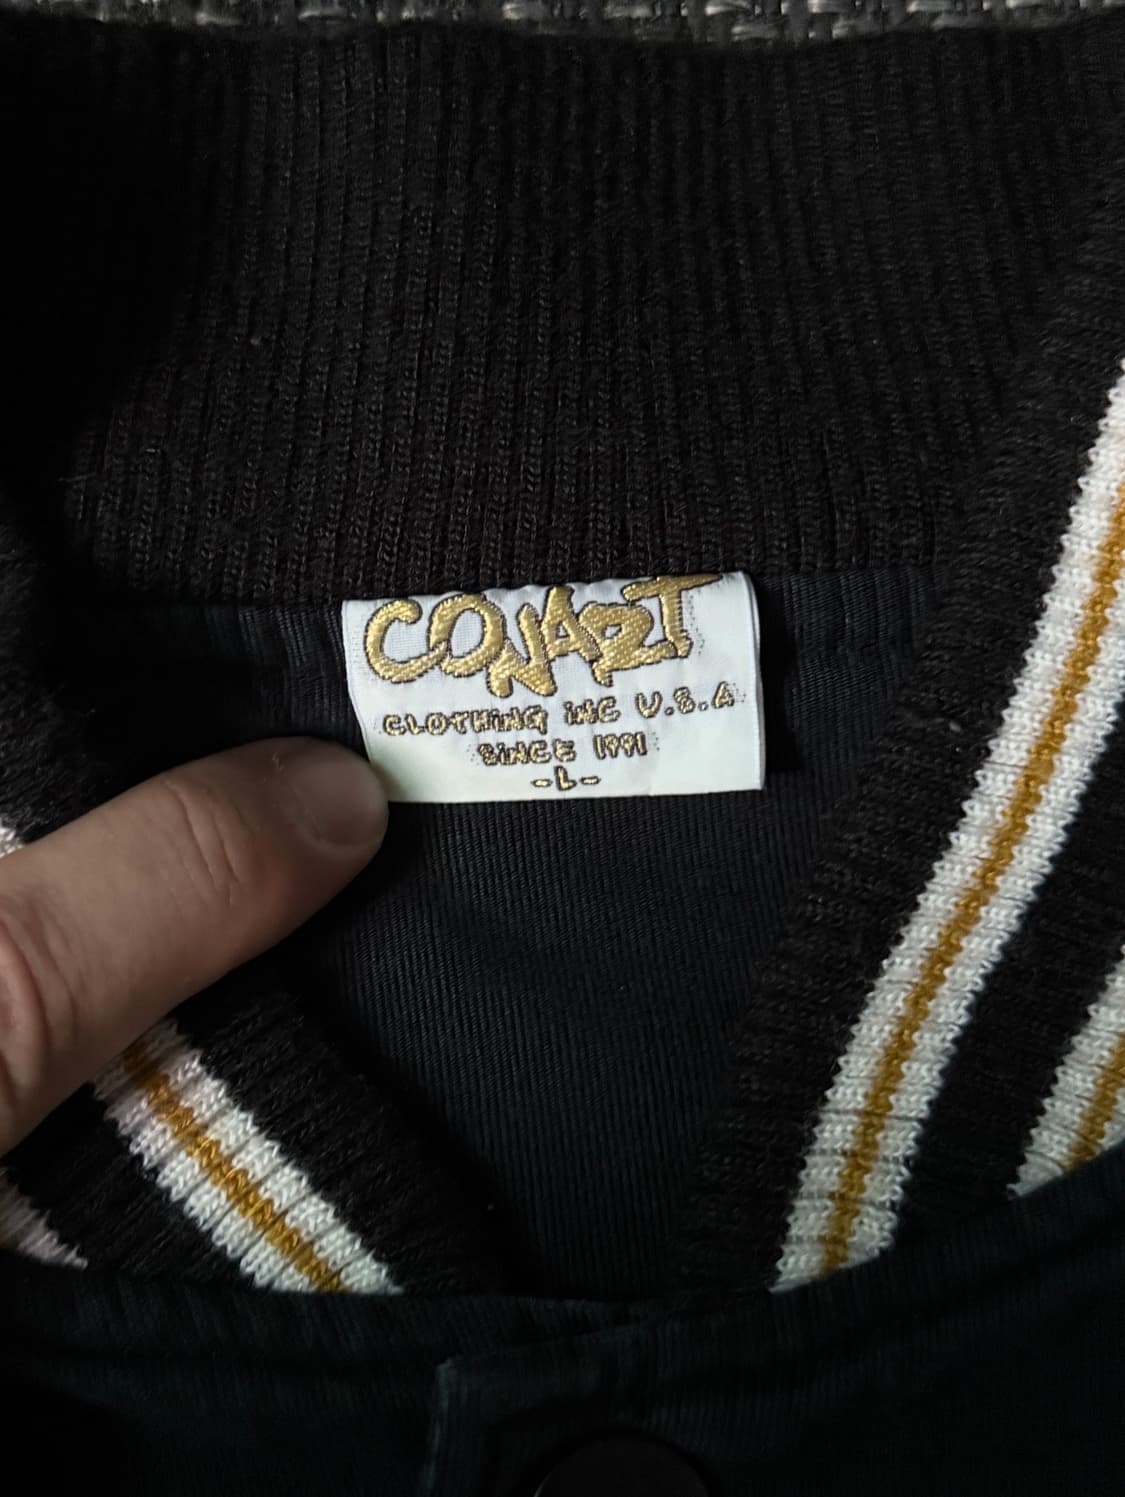 CONART
CLOTHiNG iNC U.S.A
SiNCE 1991
-L-